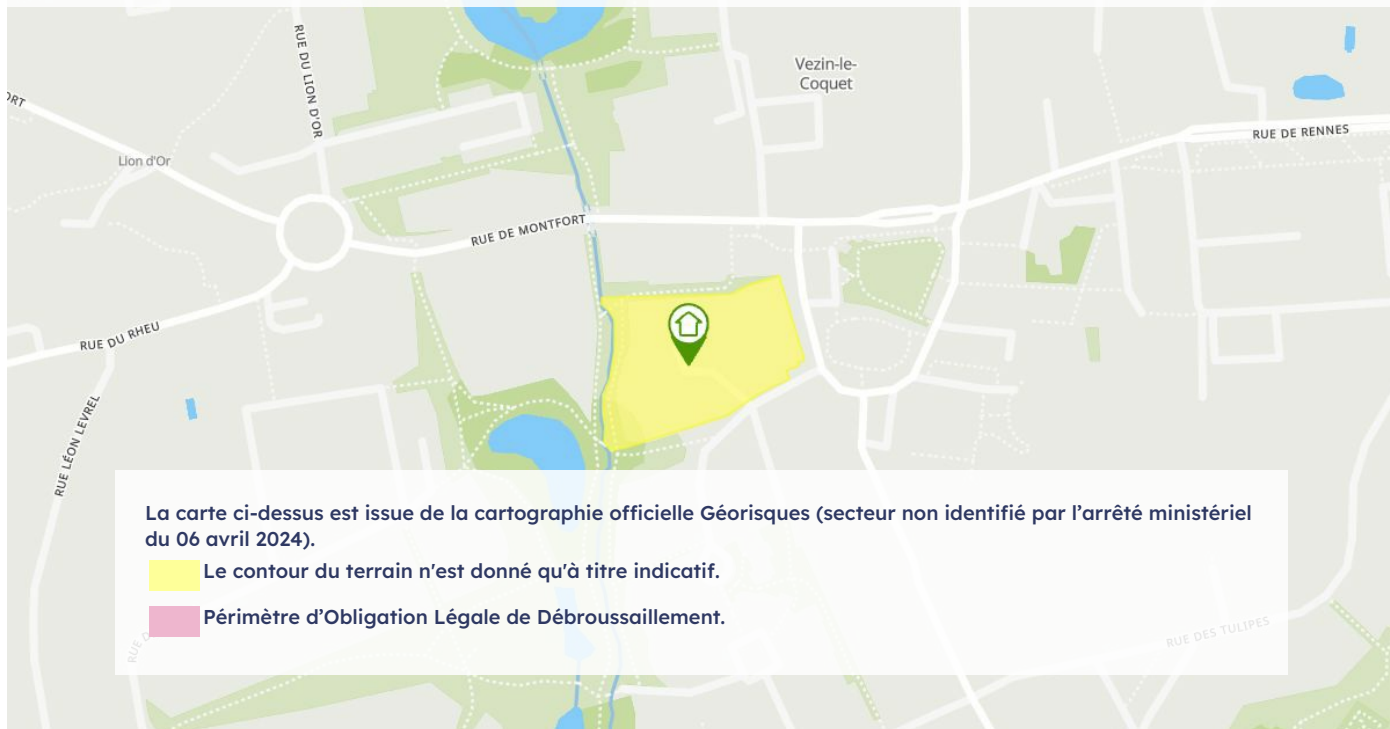 RUE DU LION D'OR
Vezin-le-
Coquet
ORT
RUE DE RENNES
Lion d'Or
RUE DE MONTFORT
RUE DU RHEU
RUE LÉON LEVREL
La carte ci-dessus est issue de la cartographie officielle Géorisques (secteur non identifié par l’arrêté ministériel
du 06 avril 2024).
Le contour du terrain n'est donné qu'à titre indicatif.
Périmètre d’Obligation Légale de Débroussaillement.
RUE D
RUE DES TULIPES